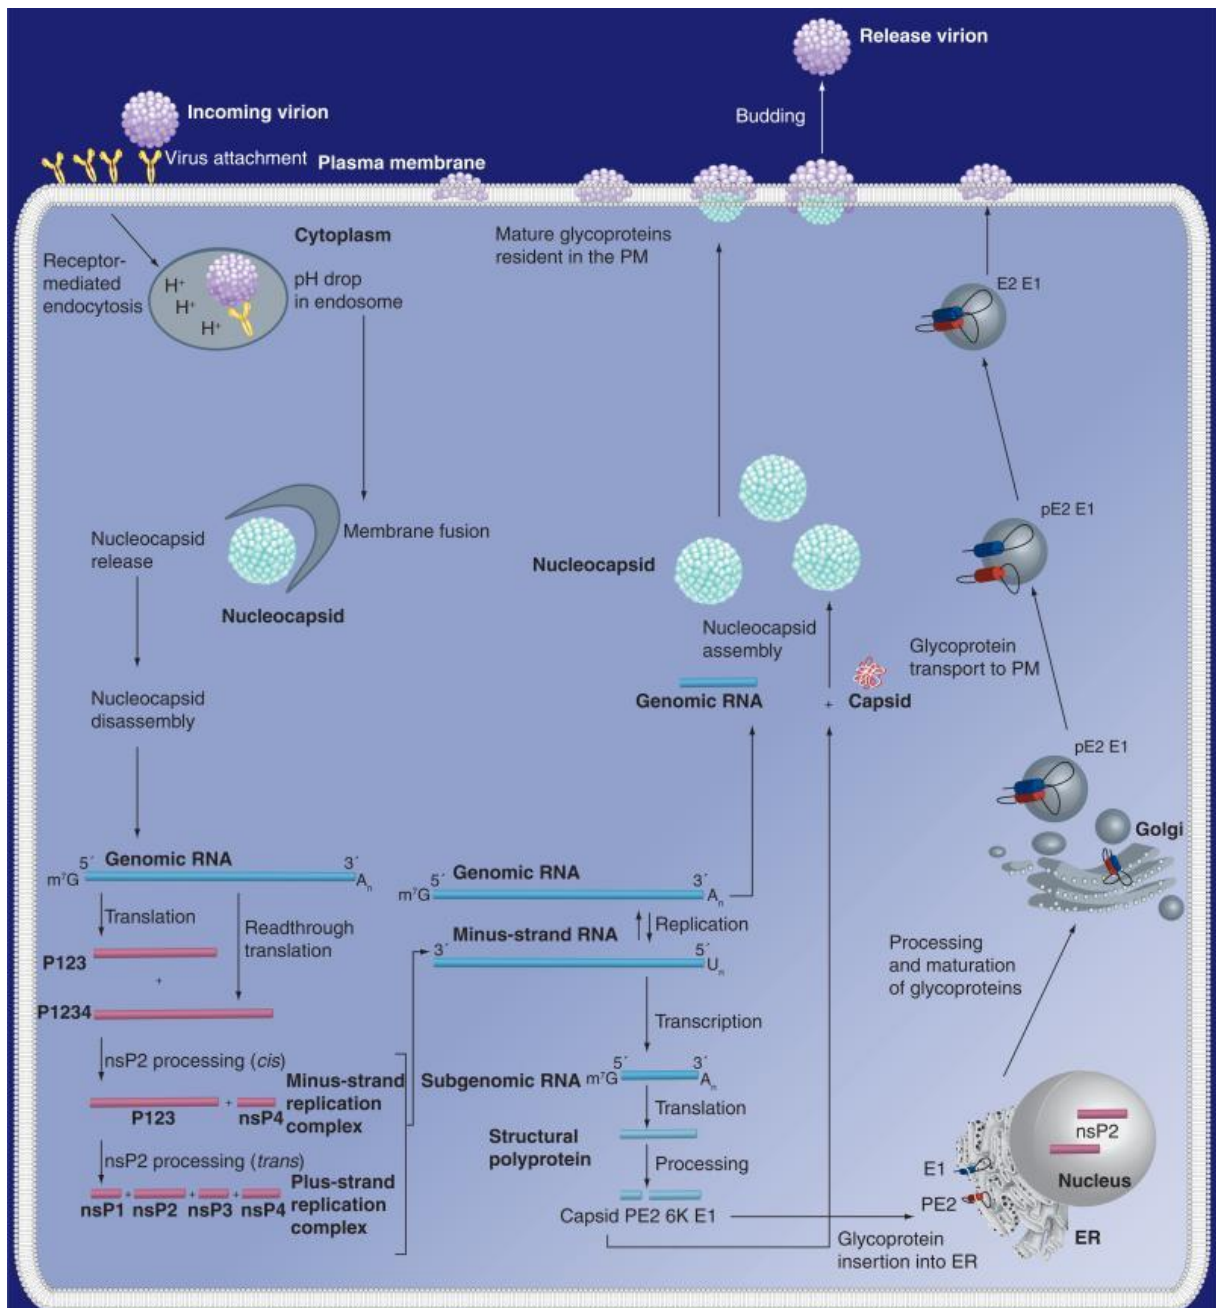 Release virion
Incoming virion
Budding
Virus attachment
Plasma membrane
Cytoplasm
Receptor-
mediated
endocytosis
H⁺
H⁺
H⁺
pH drop
in endosome
Mature glycoproteins
resident in the PM
E2 E1
Nucleocapsid
release
Membrane fusion
Nucleocapsid
pE2 E1
Nucleocapsid
Nucleocapsid
assembly
Glycoprotein
transport to PM
Genomic RNA
+
Capsid
Nucleocapsid
disassembly
pE2 E1
Golgi
5´ Genomic RNA 3´
m⁷G
Aₙ
Translation
Readthrough
translation
P123
+
P1234
nsP2 processing (cis)
P123
+
nsP4
Minus-strand
replication
complex
nsP2 processing (trans)
+ + +
nsP1 nsP2 nsP3 nsP4
Plus-strand
replication
complex
5´ Genomic RNA 3´
m⁷G
Aₙ
Replication
Minus-strand RNA
3´ 5´
Uₙ
Transcription
5´ 3´
Subgenomic RNA m⁷G Aₙ
Translation
Structural
polyprotein
Processing
Capsid PE2 6K E1
Glycoprotein
insertion into ER
Processing
and maturation
of glycoproteins
nsP2
Nucleus
E1
PE2
ER